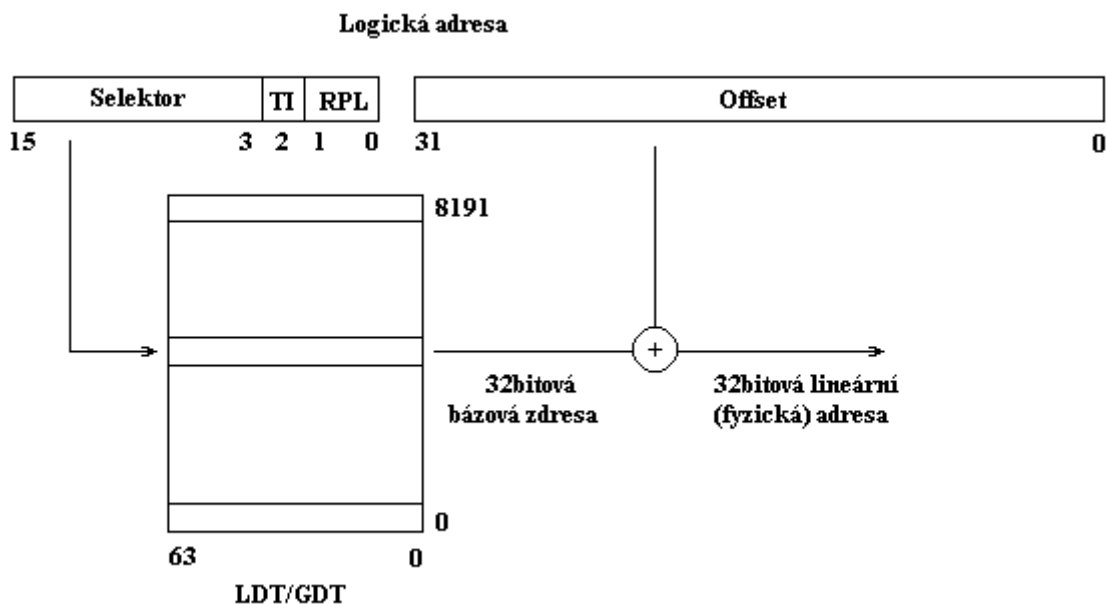 Logická adresa
Selektor TI RPL Offset
15 3 2 1 0 31 0
8191
+
32bitová 32bitová lineární
bázová zdresa (fyzická) adresa
0
63 0
LDT/GDT